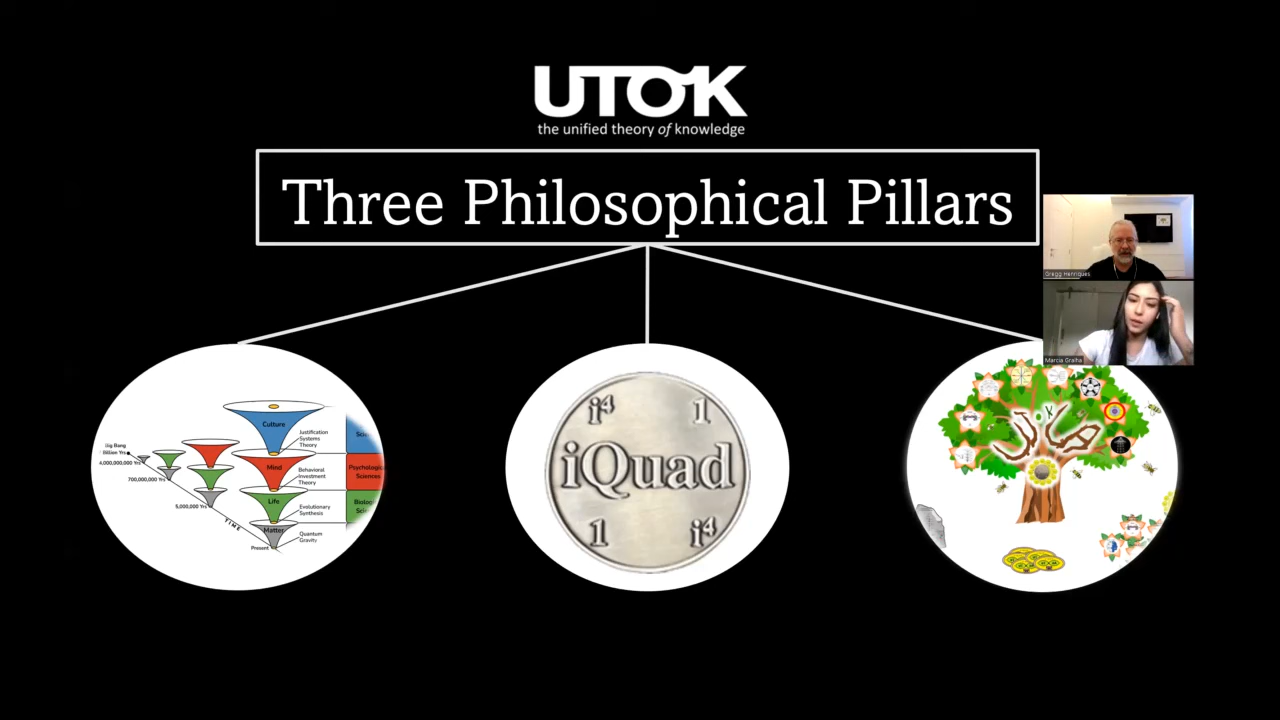 UTOK
the unified theory of knowledge
Three Philosophical Pillars
Gregg Henriques
Marcia Gralha
Big Bang
Billion Yrs
4,000,000,000 Yrs
700,000,000 Yrs
5,000,000 Yrs
TIME
Present
Culture
Mind
Life
Matter
Justification
Systems
Theory
Behavioral
Investment
Theory
Evolutionary
Synthesis
Quantum
Gravity
Psychological
Sciences
i⁴ 1
iQuad
1 i⁴